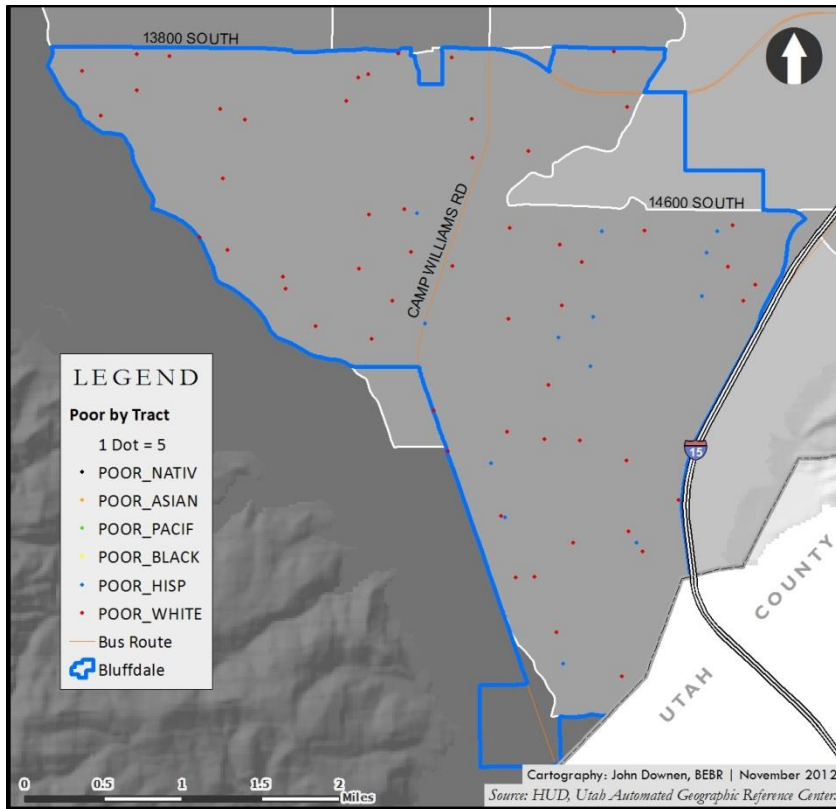 13800 SOUTH
14600 SOUTH
CAMP WILLIAMS RD
LEGEND
Poor by Tract
1 Dot = 5
POOR_NATIV
POOR_ASIAN
POOR_PACIF
POOR_BLACK
POOR_HISP
POOR_WHITE
Bus Route
Bluffdale
15
UTAH COUNTY
0 0.5 1 1.5 2
Miles
Cartography: John Downen, BEBR | November 2012
Source: HUD, Utah Automated Geographic Reference Center